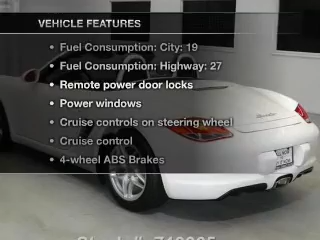 VEHICLE FEATURES
• Fuel Consumption: City: 19
• Fuel Consumption: Highway: 27
• Remote power door locks
• Power windows
• Cruise controls on steering wheel
• Cruise control
• 4-wheel ABS Brakes